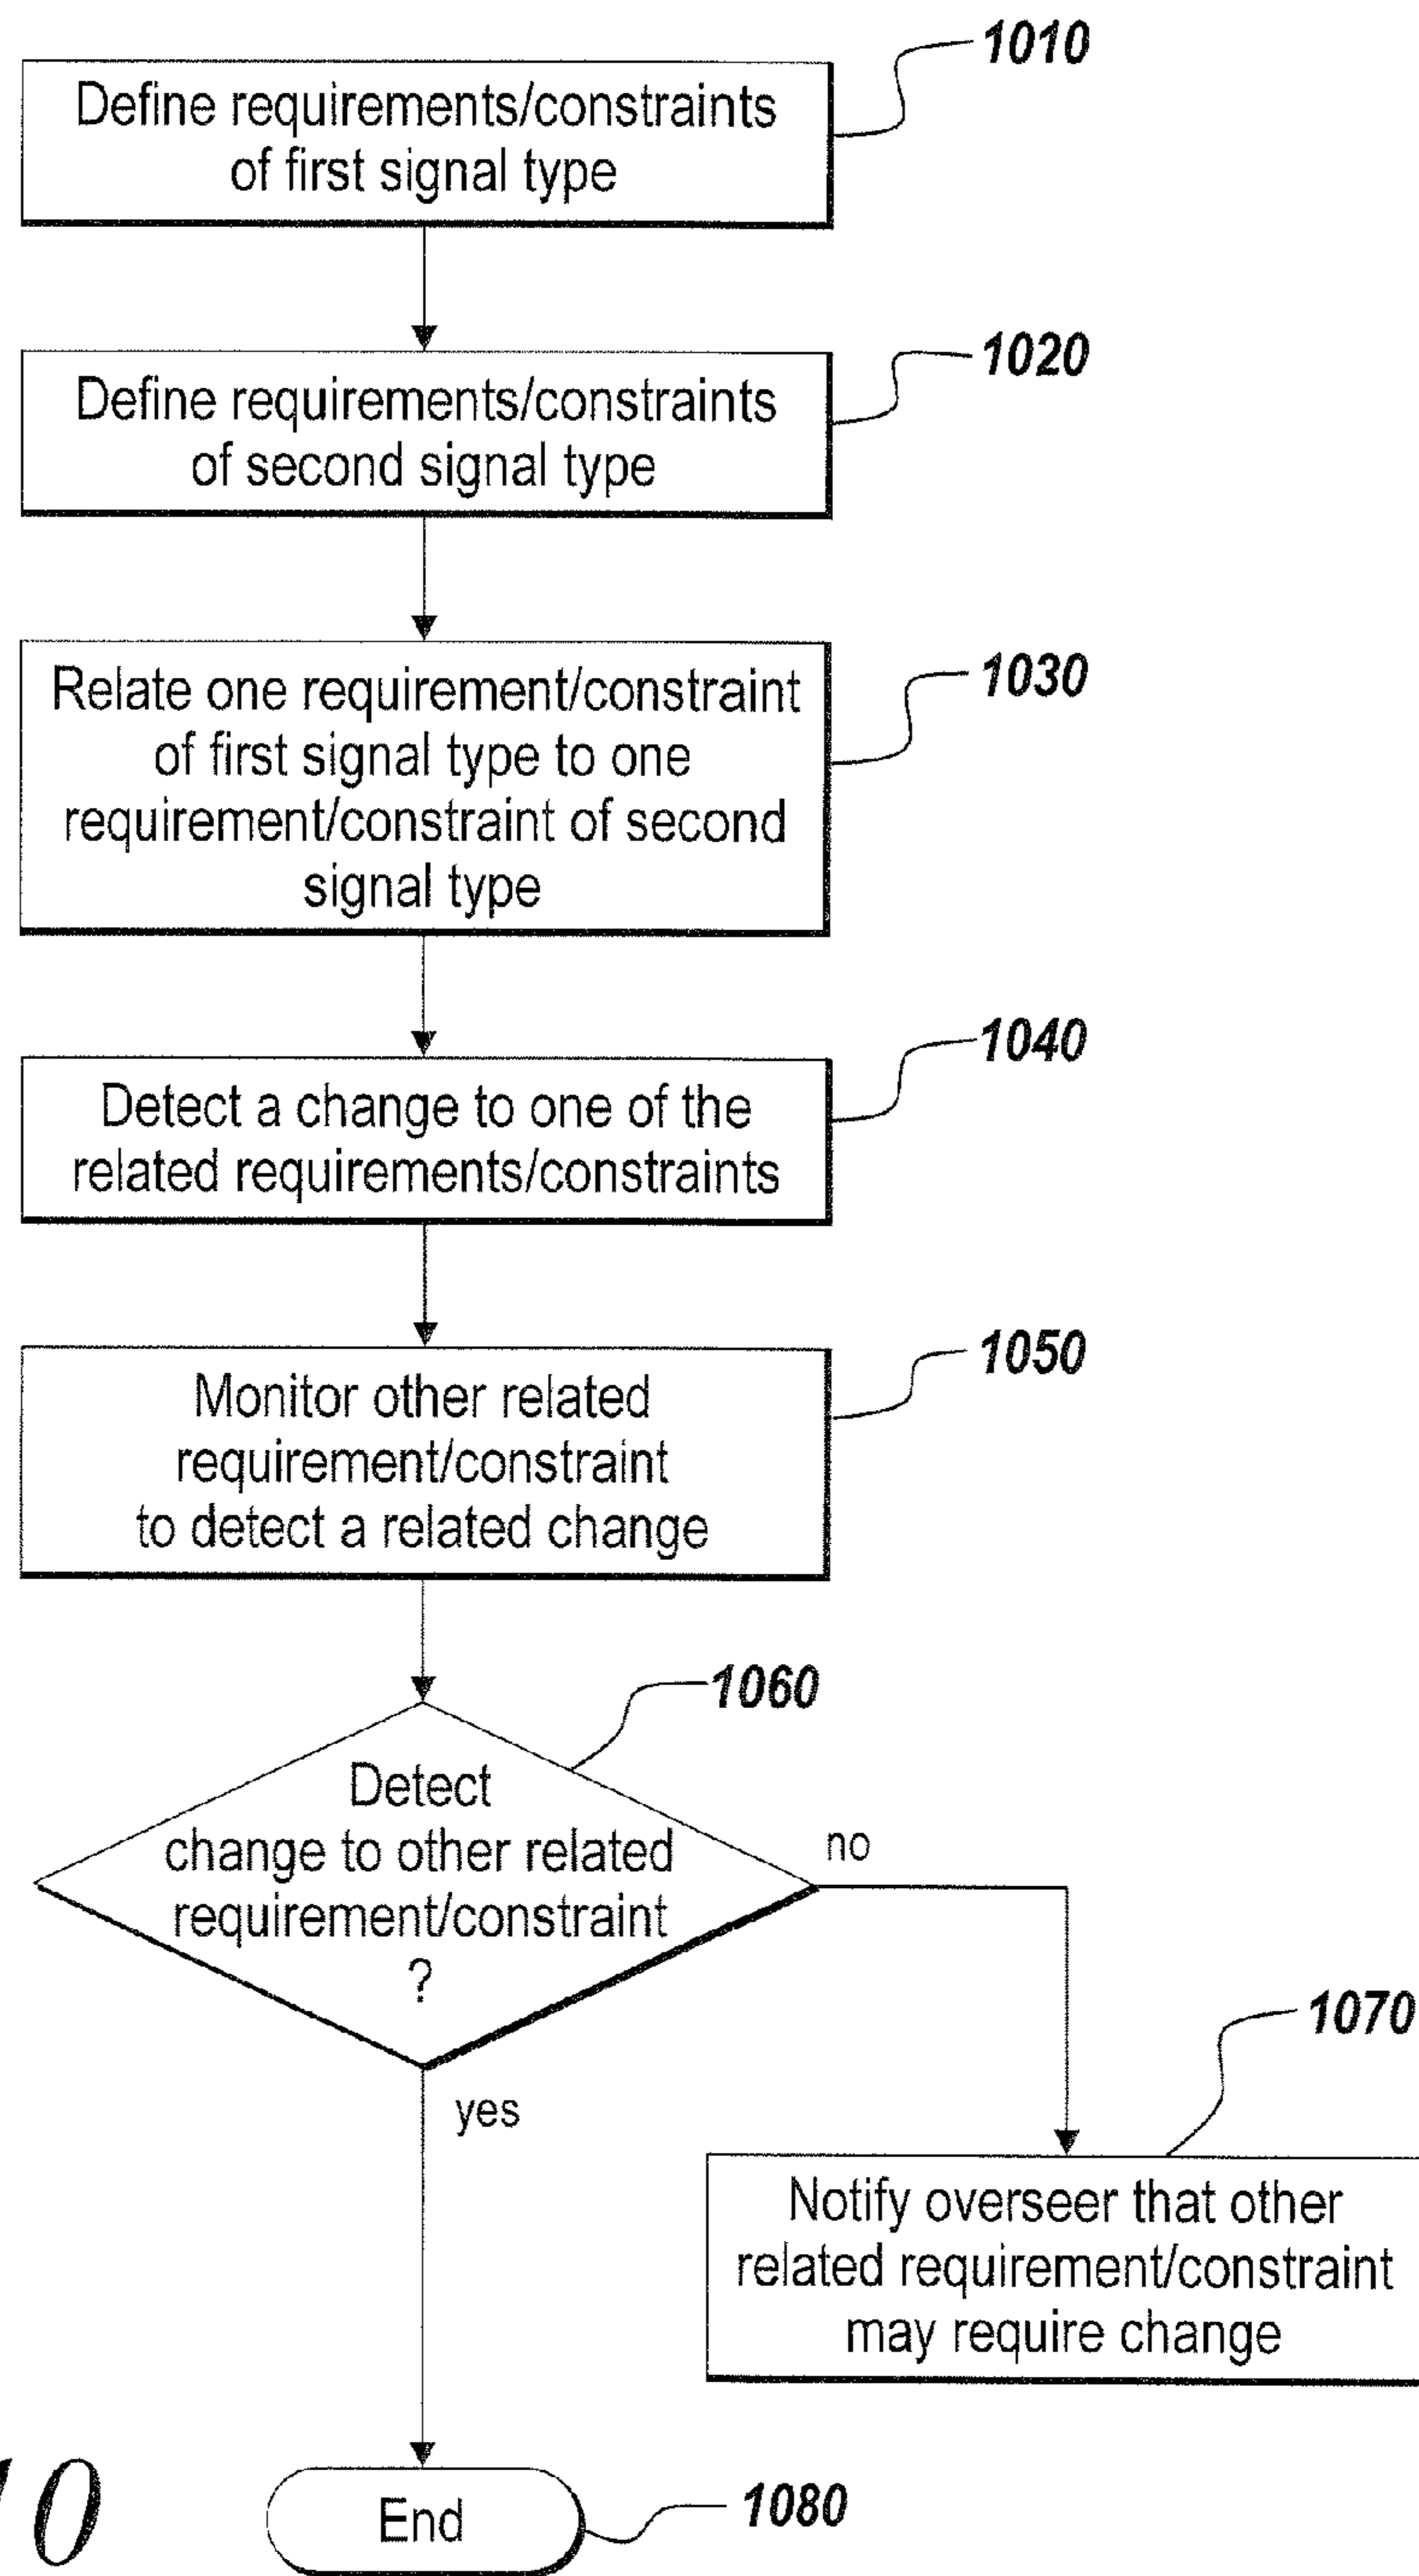 1010
Define requirements/constraints
of first signal type
1020
Define requirements/constraints
of second signal type
1030
Relate one requirement/constraint
of first signal type to one
requirement/constraint of second
signal type
1040
Detect a change to one of the
related requirements/constraints
1050
Monitor other related
requirement/constraint
to detect a related change
1060
Detect
change to other related
requirement/constraint
?
no
yes
1070
Notify overseer that other
related requirement/constraint
may require change
End
1080
10